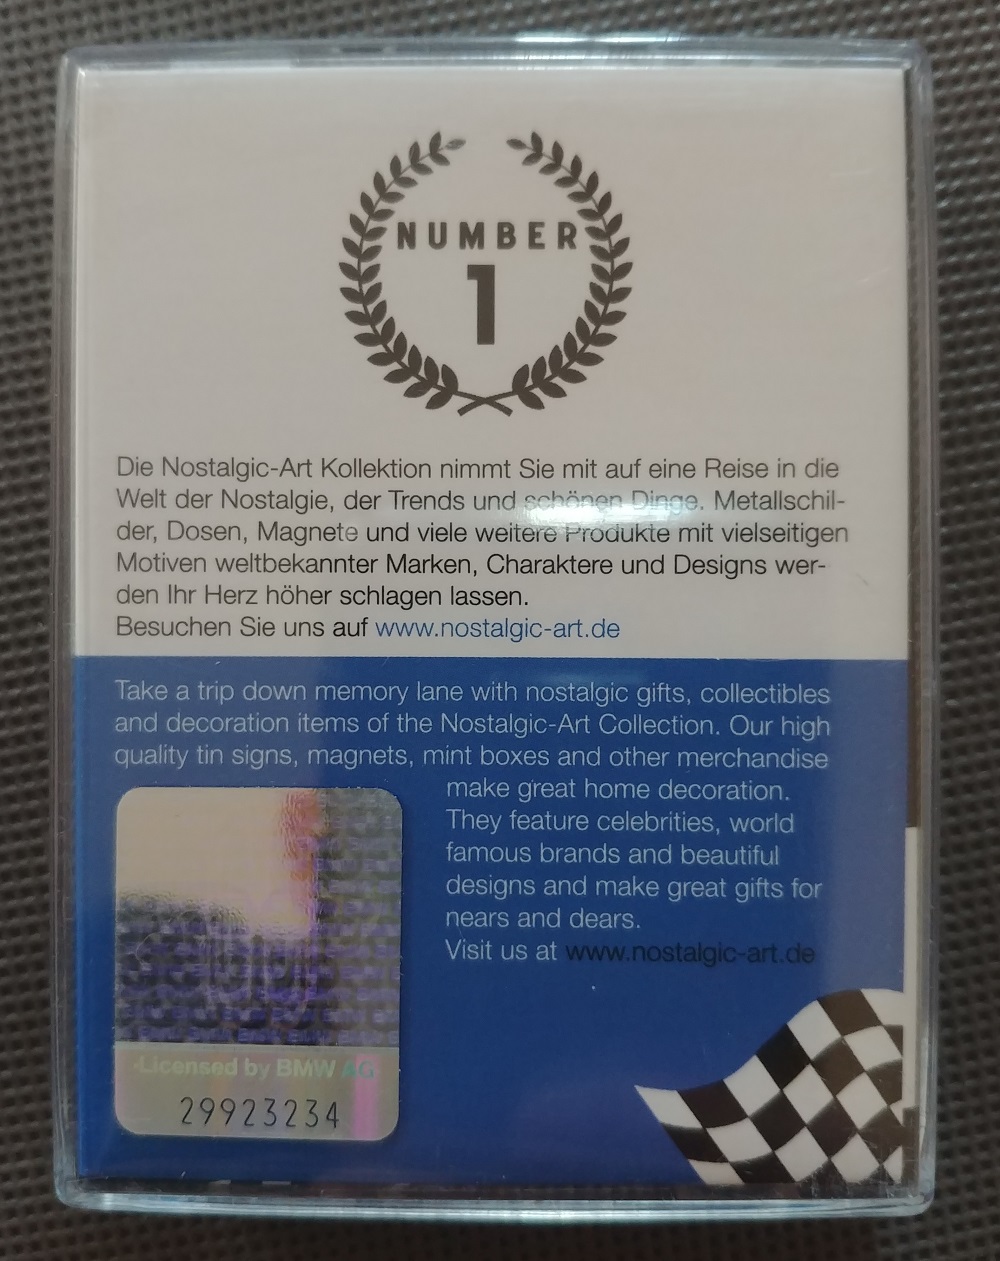 NUMBER
1
Die Nostalgic-Art Kollektion nimmt Sie mit auf eine Reise in die
Welt der Nostalgie, der Trends und schönen Dinge. Metallschil-
der, Dosen, Magnete und viele weitere Produkte mit vielseitigen
Motiven weltbekannter Marken, Charaktere und Designs wer-
den Ihr Herz höher schlagen lassen.
Besuchen Sie uns auf www.nostalgic-art.de
Take a trip down memory lane with nostalgic gifts, collectibles
and decoration items of the Nostalgic-Art Collection. Our high
quality tin signs, magnets, mint boxes and other merchandise
make great home decoration.
They feature celebrities, world
famous brands and beautiful
designs and make great gifts for
nears and dears.
Visit us at www.nostalgic-art.de
Licensed by BMW AG
29923234